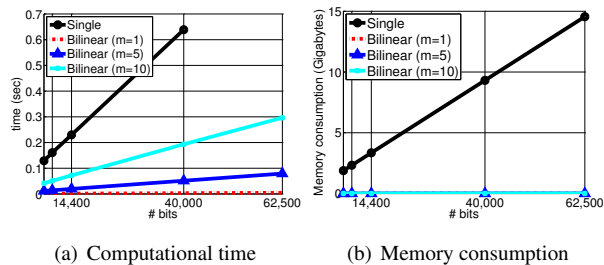 0.7
0.6
0.5
0.4
0.3
0.2
0.1
0
time (sec)
Single
Bilinear (m=1)
Bilinear (m=5)
Bilinear (m=10)
14,400
40,000
62,500
# bits
(a) Computational time
15
10
5
0
Memory consumption (Gigabytes)
Single
Bilinear (m=1)
Bilinear (m=5)
Bilinear (m=10)
14,400
40,000
62,500
# bits
(b) Memory consumption